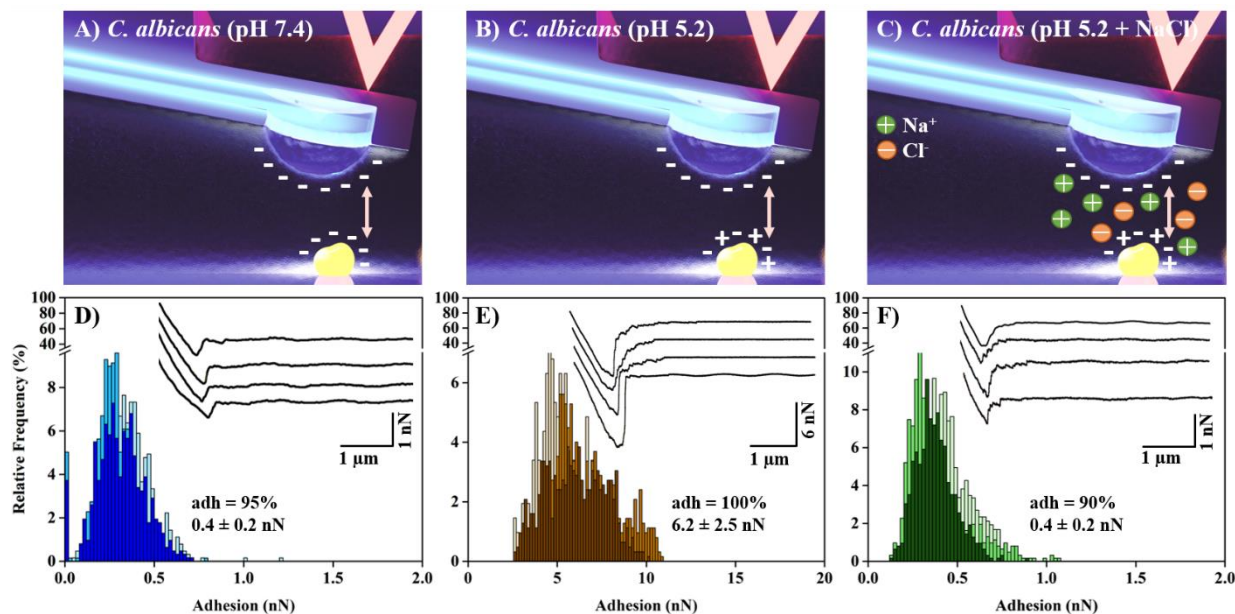 A) C. albicans (pH 7.4)
B) C. albicans (pH 5.2)
C) C. albicans (pH 5.2 + NaCl)
+ Na⁺
− Cl⁻
D)
100
80
60
40
8
6
4
2
0
Relative Frequency (%)
1 nN
1 µm
adh = 95%
0.4 ± 0.2 nN
0.0 0.5 1.0 1.5 2.0
Adhesion (nN)
E)
100
80
60
40
6
4
2
0
6 nN
1 µm
adh = 100%
6.2 ± 2.5 nN
0 5 10 15 20
Adhesion (nN)
F)
100
80
60
40
10
8
6
4
2
0
1 nN
1 µm
adh = 90%
0.4 ± 0.2 nN
0.0 0.5 1.0 1.5 2.0
Adhesion (nN)